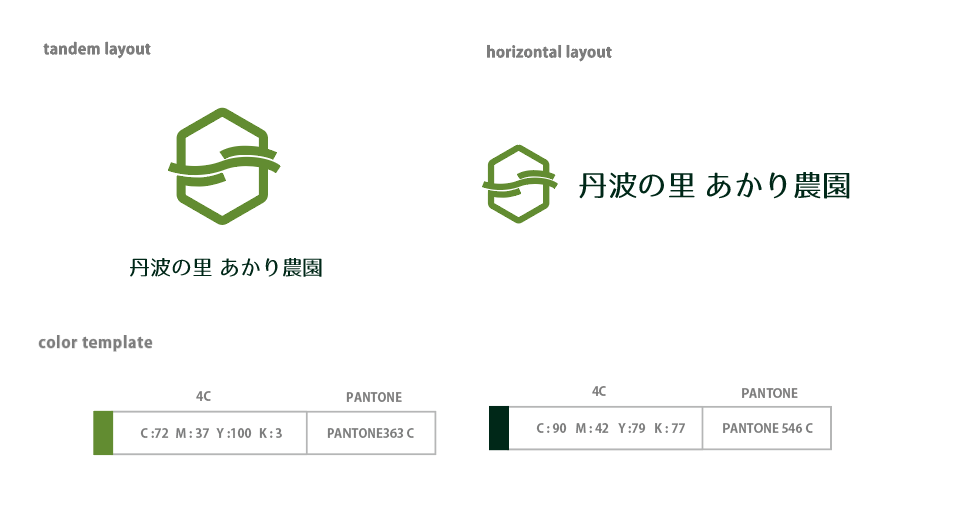 tandem layout
horizontal layout
丹波の里 あかり農園
丹波の里 あかり農園
color template
4C
PANTONE
C :72 M : 37 Y :100 K : 3
PANTONE363 C
4C
PANTONE
C : 90 M : 42 Y :79 K : 77
PANTONE 546 C